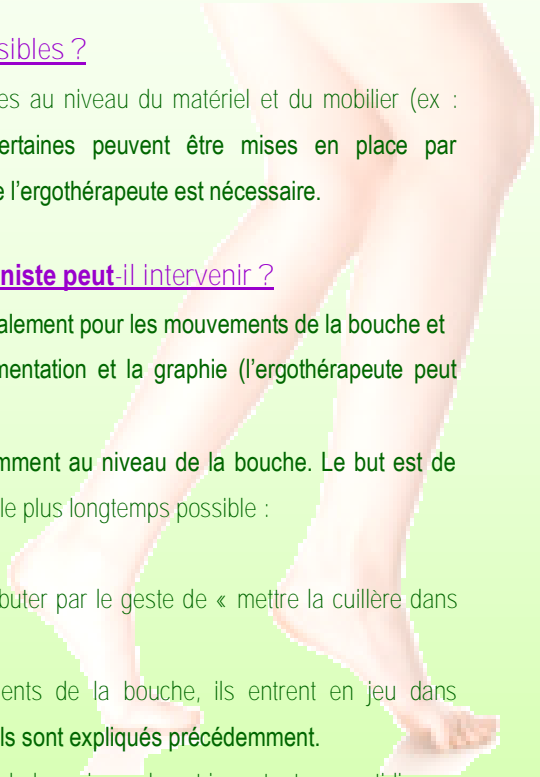 sibles ?
es au niveau du matériel et du mobilier (ex :
ertaines peuvent être mises en place par
e l’ergothérapeute est nécessaire.
niste peut-il intervenir ?
alement pour les mouvements de la bouche et
mentation et la graphie (l’ergothérapeute peut
mment au niveau de la bouche. Le but est de
le plus longtemps possible :
buter par le geste de « mettre la cuillère dans
ents de la bouche, ils entrent en jeu dans
ls sont expliqués précédemment.